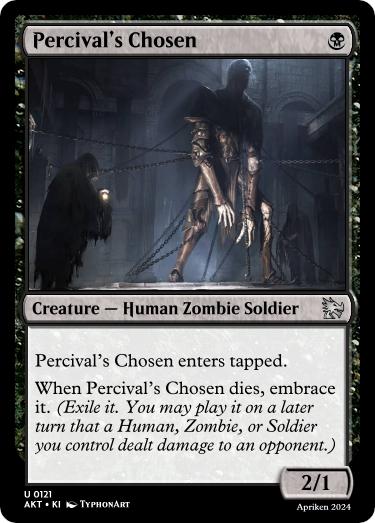 Percival's Chosen
Creature — Human Zombie Soldier
Percival's Chosen enters tapped.
When Percival's Chosen dies, embrace
it. (Exile it. You may play it on a later
turn that a Human, Zombie, or Soldier
you control dealt damage to an opponent.)
2/1
U 0121
AKT • KI TYPHONART
Apriken 2024